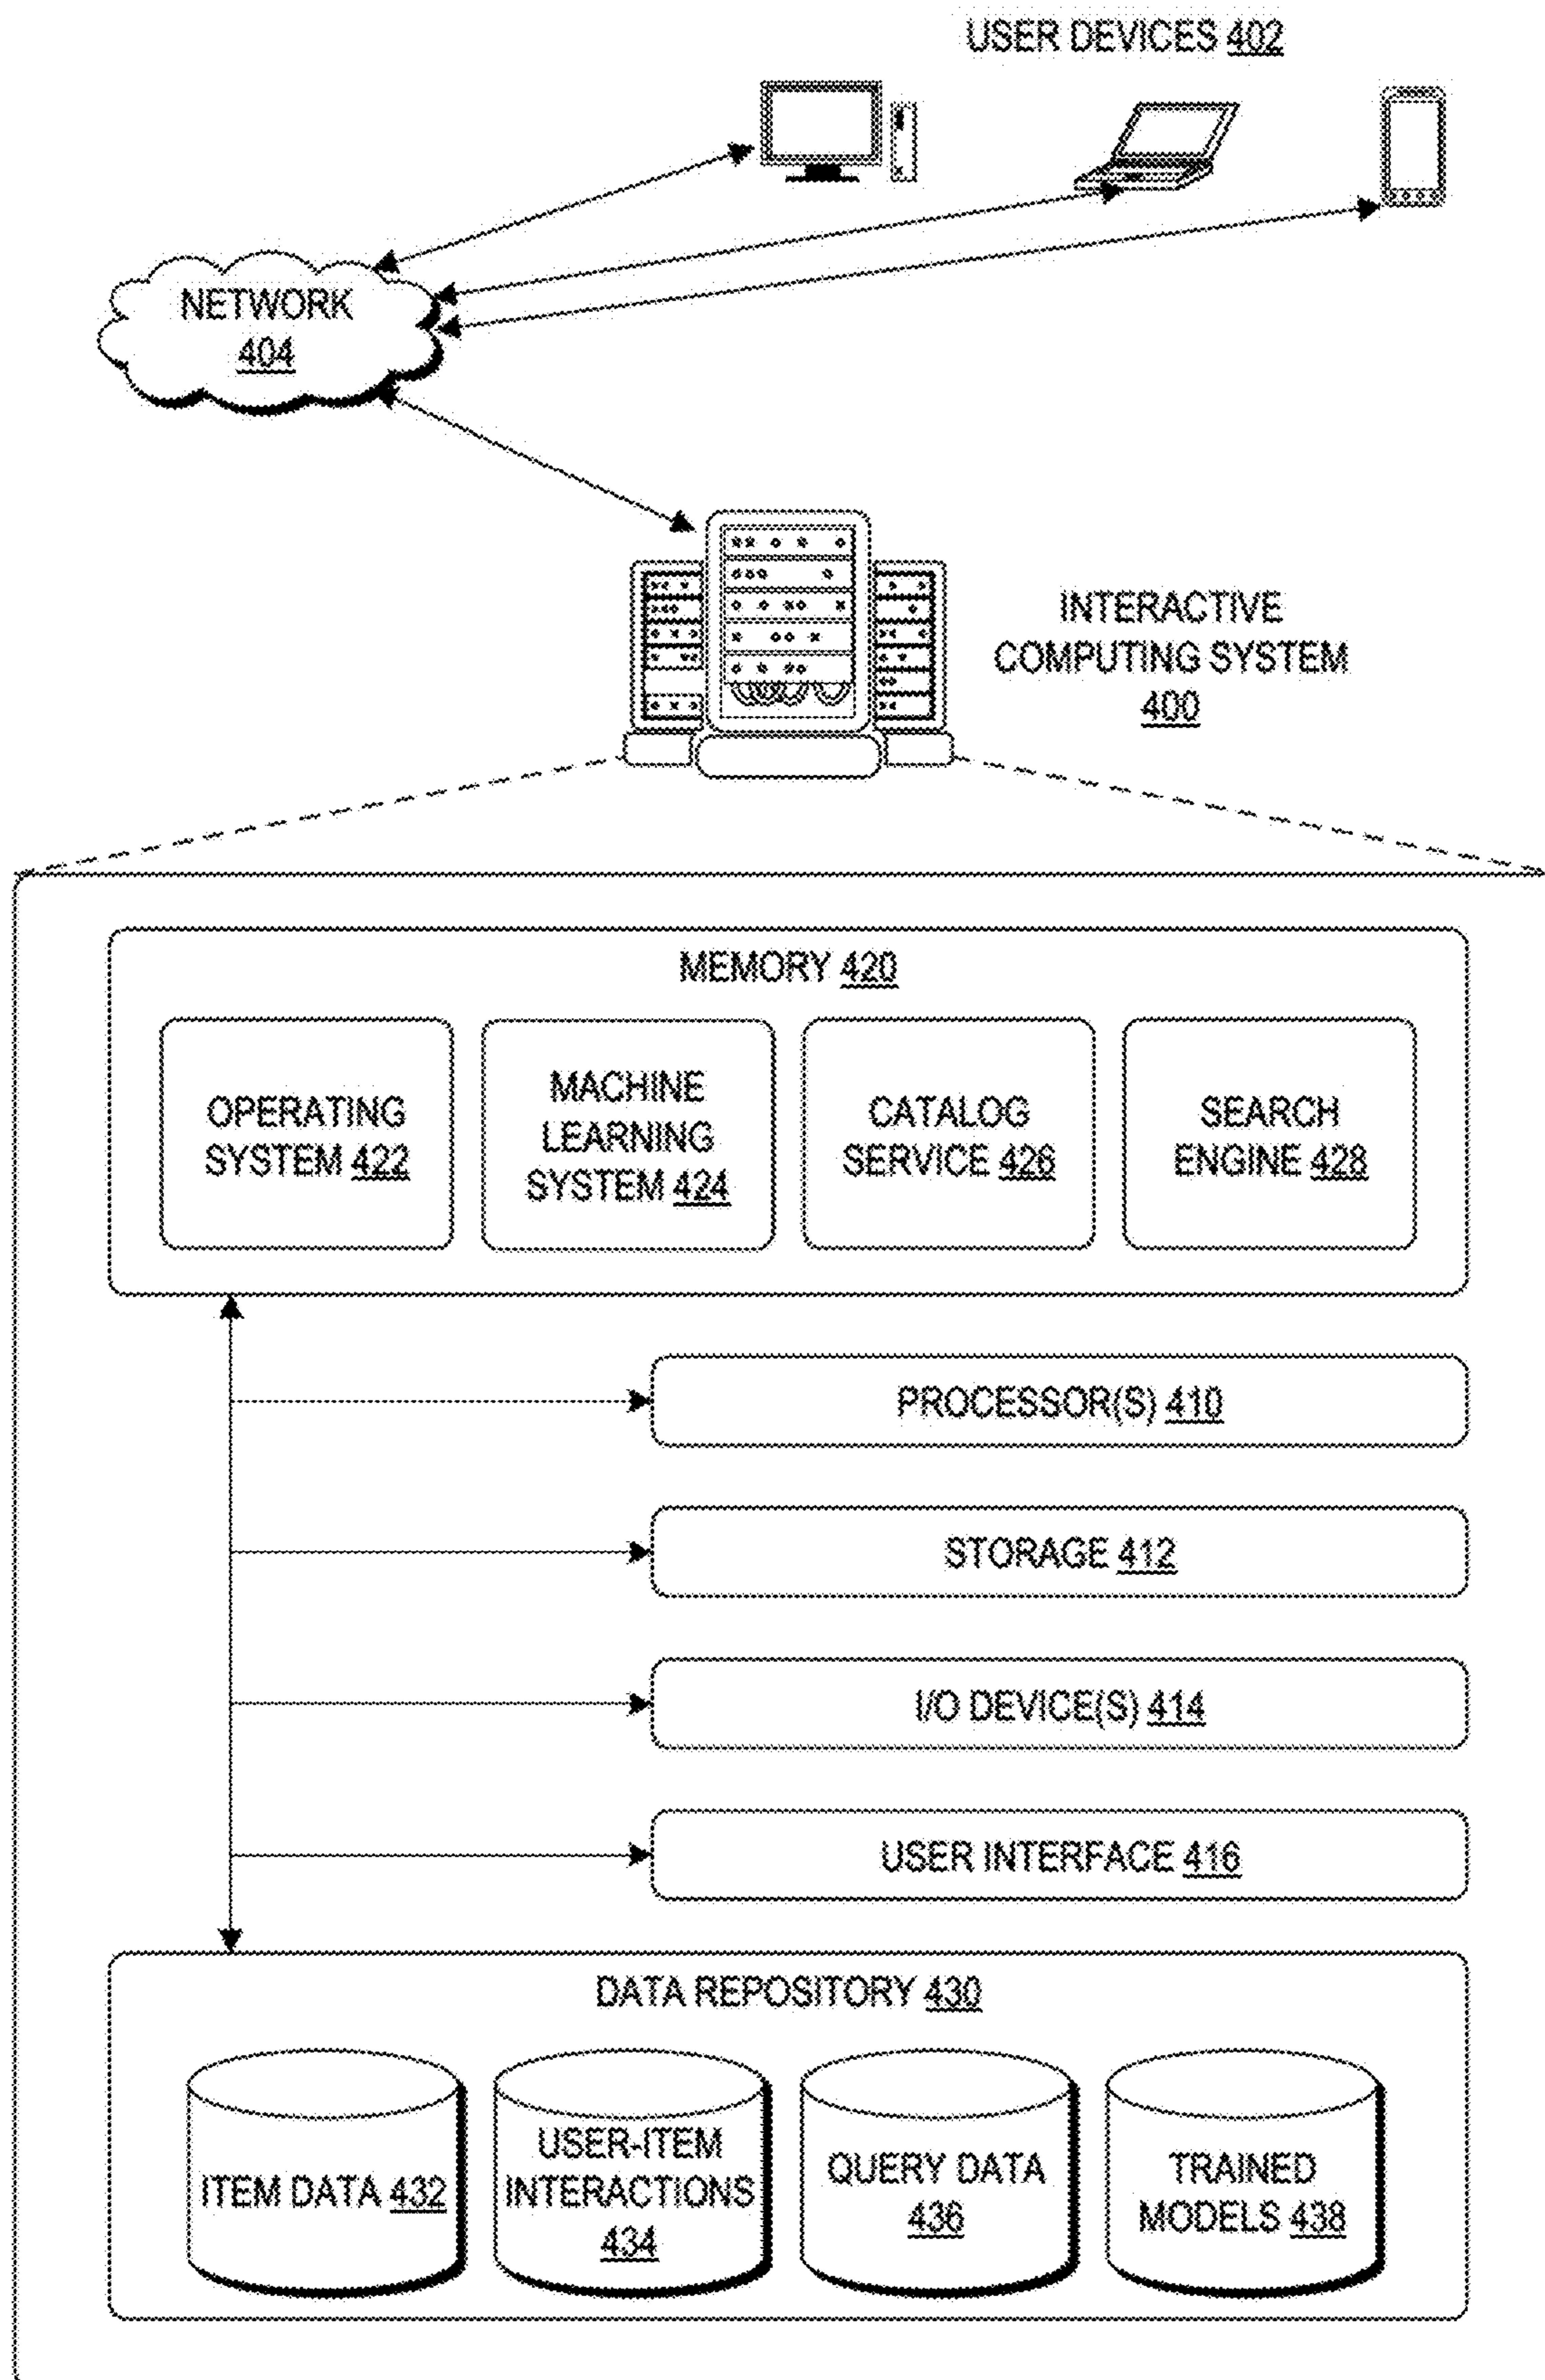 USER DEVICES 402
NETWORK
404
INTERACTIVE
COMPUTING SYSTEM
400
MEMORY 420
OPERATING
SYSTEM 422
MACHINE
LEARNING
SYSTEM 424
CATALOG
SERVICE 426
SEARCH
ENGINE 428
PROCESSOR(S) 410
STORAGE 412
I/O DEVICE(S) 414
USER INTERFACE 416
DATA REPOSITORY 430
ITEM DATA 432
USER-ITEM
INTERACTIONS
434
QUERY DATA
436
TRAINED
MODELS 438